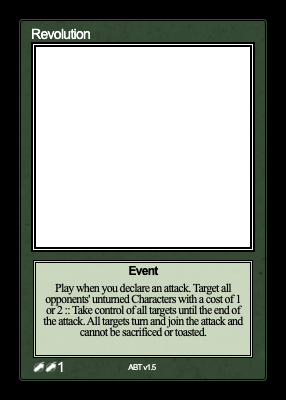 Revolution
Event
Play when you declare an attack. Target all
opponents' unturned Characters with a cost of 1
or 2 :: Take control of all targets until the end of
the attack. All targets turn and join the attack and
cannot be sacrificed or toasted.
1
ABT v1.5